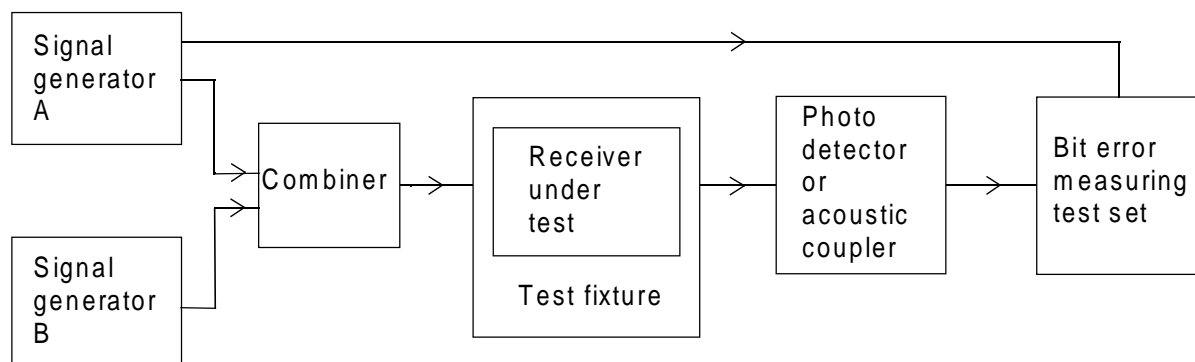 Signal
generator
A
Combiner
Receiver
under
test
Test fixture
Photo
detector
or
acoustic
coupler
Bit error
measuring
test set
Signal
generator
B